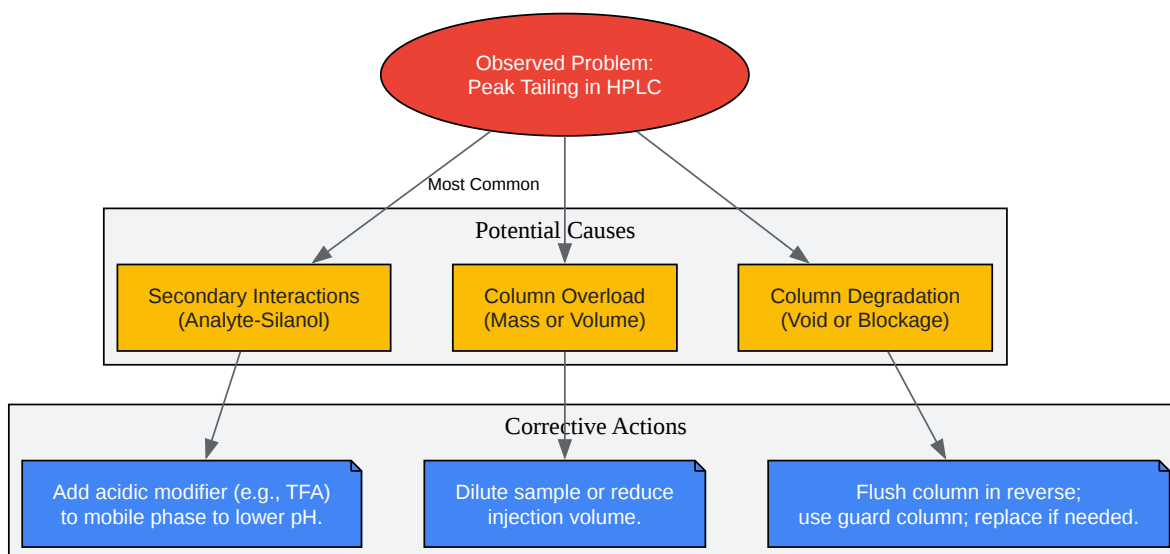 Observed Problem:
Peak Tailing in HPLC
Most Common
Potential Causes
Secondary Interactions
(Analyte-Silanol)
Column Overload
(Mass or Volume)
Column Degradation
(Void or Blockage)
Corrective Actions
Add acidic modifier (e.g., TFA)
to mobile phase to lower pH.
Dilute sample or reduce
injection volume.
Flush column in reverse;
use guard column; replace if needed.